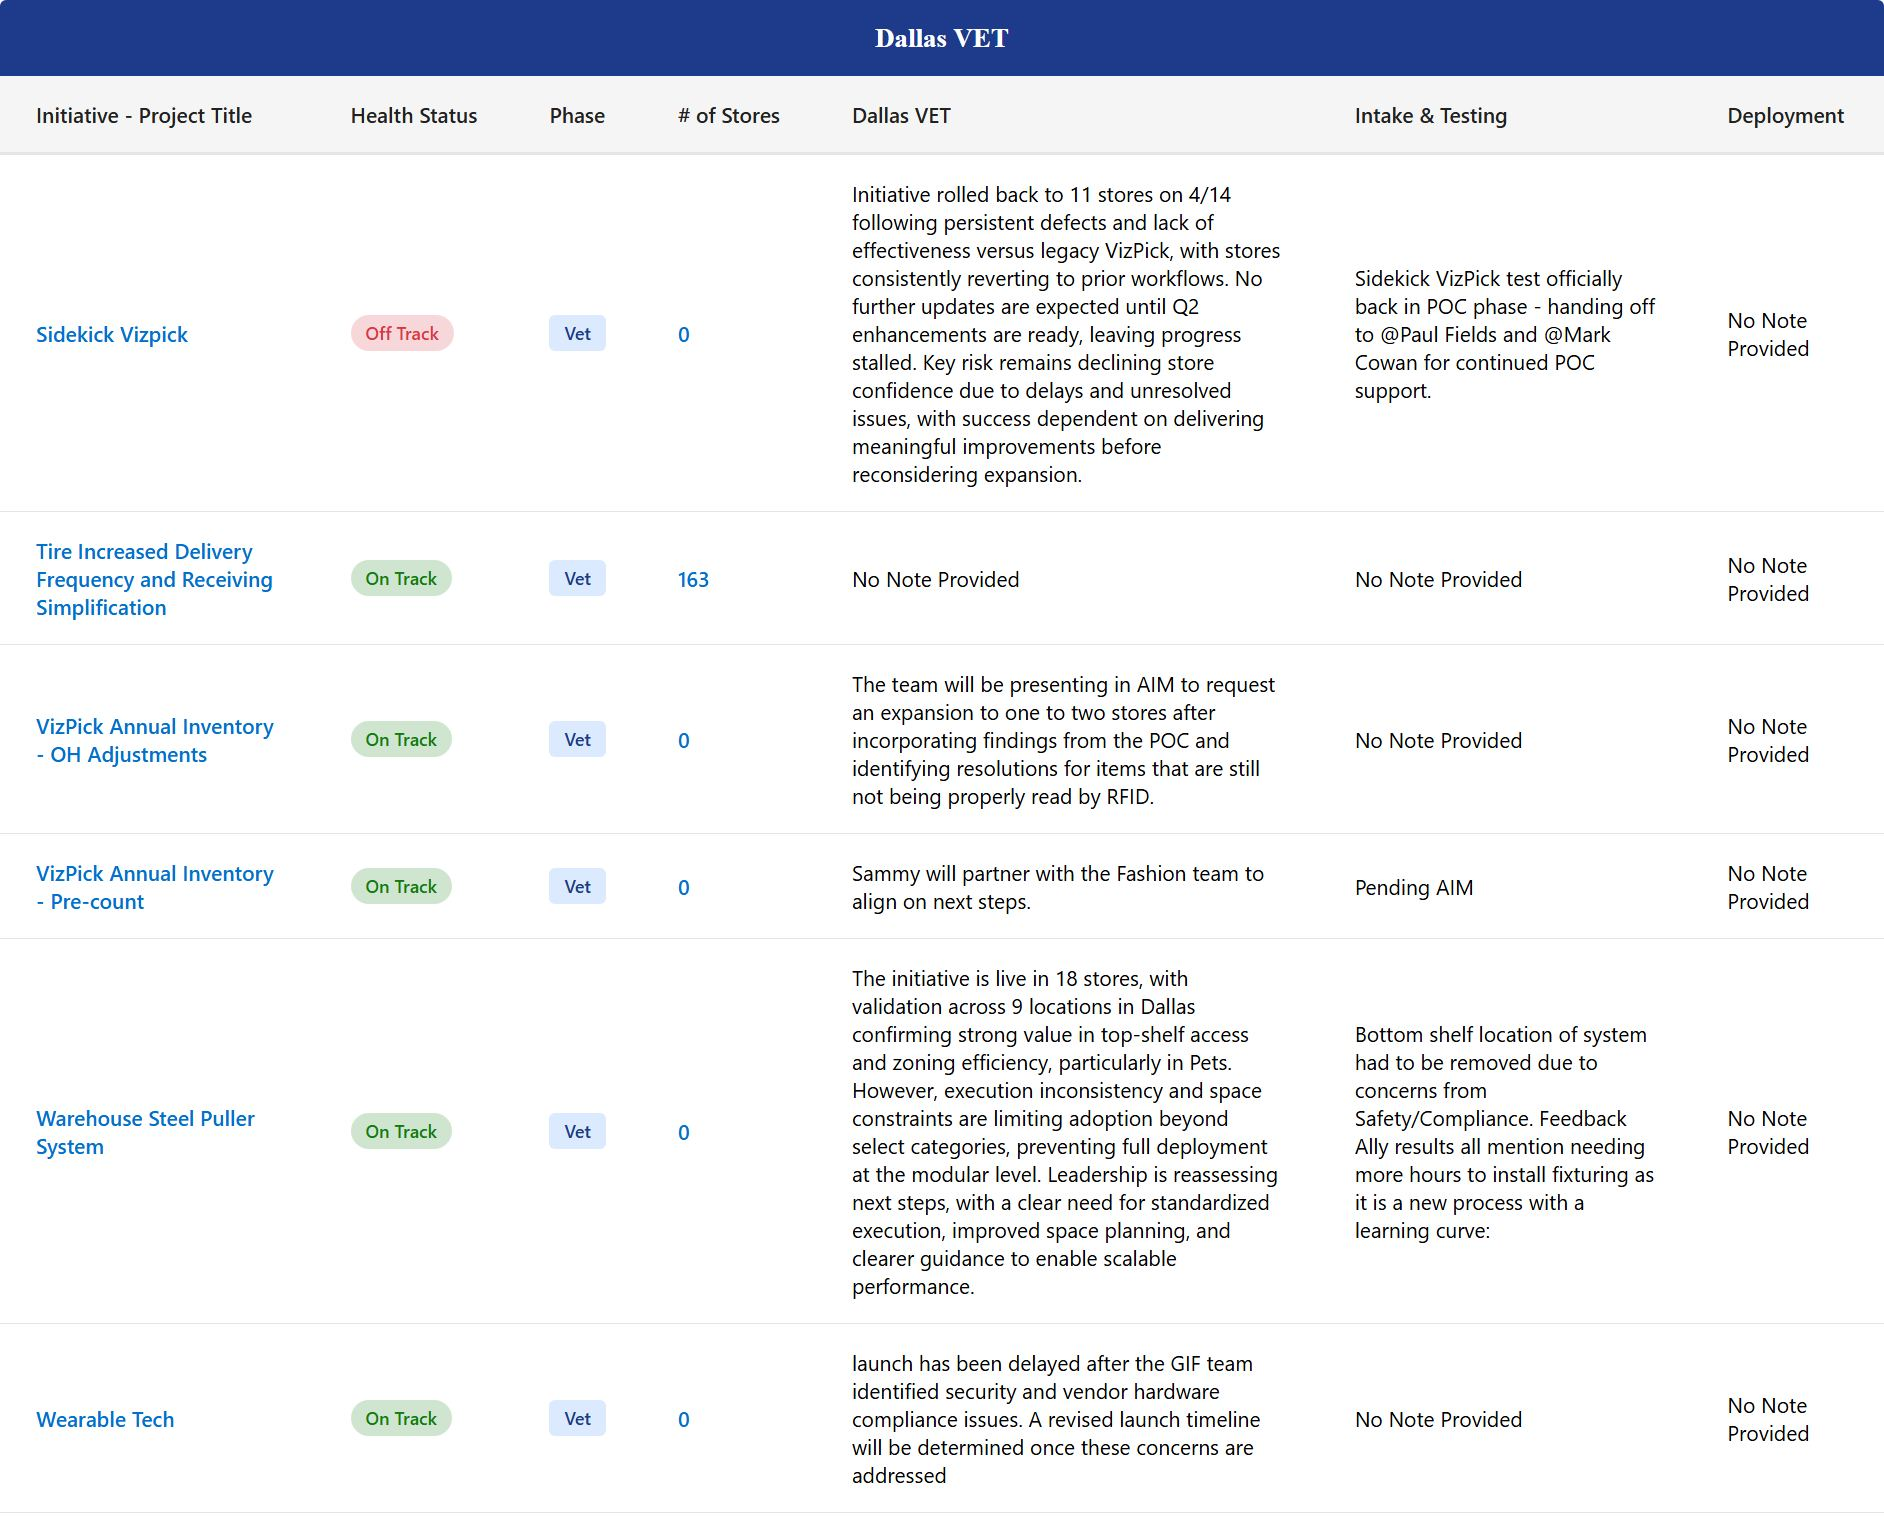 Dallas VET
Initiative - Project Title
Health Status
Phase
# of Stores
Dallas VET
Intake & Testing
Deployment
Sidekick Vizpick
Off Track
Vet
0
Initiative rolled back to 11 stores on 4/14
following persistent defects and lack of
effectiveness versus legacy VizPick, with stores
consistently reverting to prior workflows. No
further updates are expected until Q2
enhancements are ready, leaving progress
stalled. Key risk remains declining store
confidence due to delays and unresolved
issues, with success dependent on delivering
meaningful improvements before
reconsidering expansion.
Sidekick VizPick test officially
back in POC phase - handing off
to @Paul Fields and @Mark
Cowan for continued POC
support.
No Note
Provided
Tire Increased Delivery
Frequency and Receiving
Simplification
On Track
Vet
163
No Note Provided
No Note Provided
No Note
Provided
VizPick Annual Inventory
- OH Adjustments
On Track
Vet
0
The team will be presenting in AIM to request
an expansion to one to two stores after
incorporating findings from the POC and
identifying resolutions for items that are still
not being properly read by RFID.
No Note Provided
No Note
Provided
VizPick Annual Inventory
- Pre-count
On Track
Vet
0
Sammy will partner with the Fashion team to
align on next steps.
Pending AIM
No Note
Provided
Warehouse Steel Puller
System
On Track
Vet
0
The initiative is live in 18 stores, with
validation across 9 locations in Dallas
confirming strong value in top-shelf access
and zoning efficiency, particularly in Pets.
However, execution inconsistency and space
constraints are limiting adoption beyond
select categories, preventing full deployment
at the modular level. Leadership is reassessing
next steps, with a clear need for standardized
execution, improved space planning, and
clearer guidance to enable scalable
performance.
Bottom shelf location of system
had to be removed due to
concerns from
Safety/Compliance. Feedback
Ally results all mention needing
more hours to install fixturing as
it is a new process with a
learning curve:
No Note
Provided
Wearable Tech
On Track
Vet
0
launch has been delayed after the GIF team
identified security and vendor hardware
compliance issues. A revised launch timeline
will be determined once these concerns are
addressed
No Note Provided
No Note
Provided